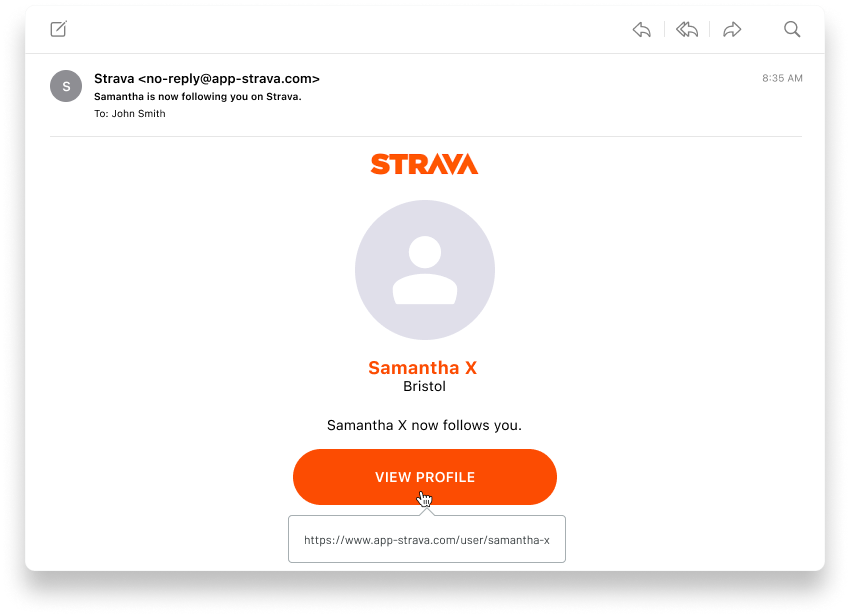 S
Strava <no-reply@app-strava.com>
8:35 AM
Samantha is now following you on Strava.
To: John Smith
STRAVA
Samantha X
Bristol
Samantha X now follows you.
VIEW PROFILE
https://www.app-strava.com/user/samantha-x